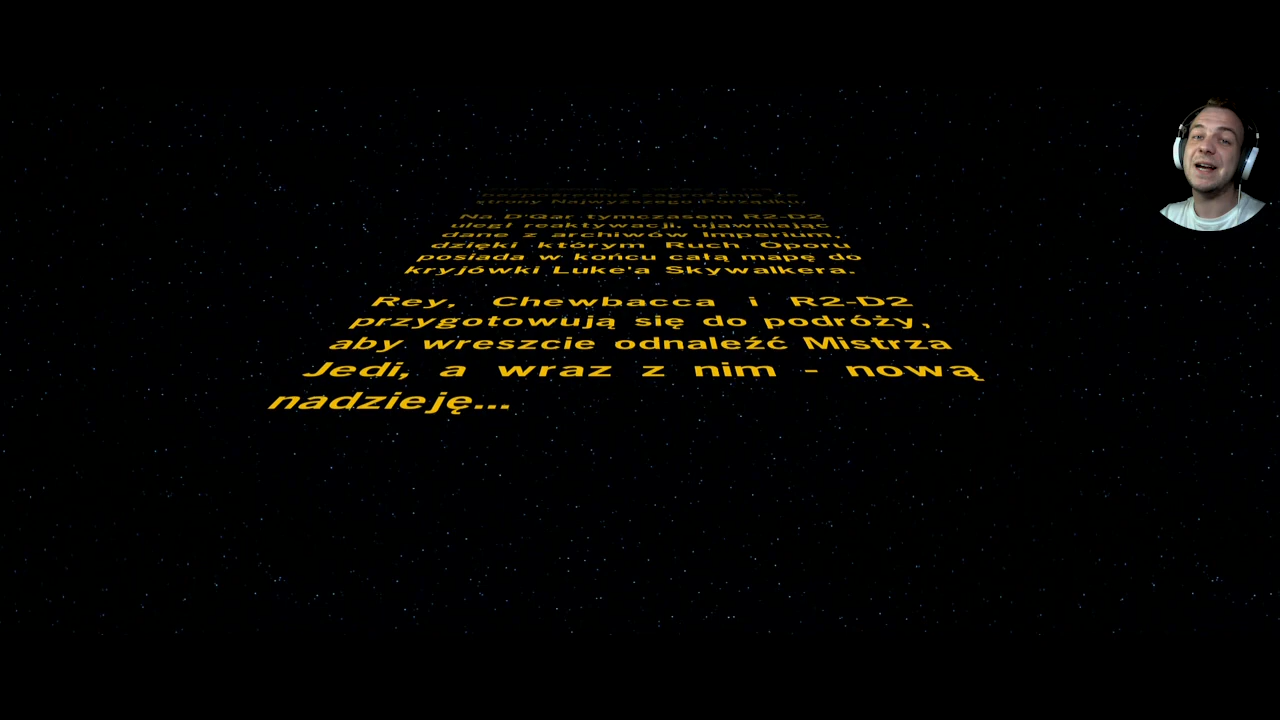 strony Najwyższego Porządku.
Na D'Qar tymczasem R2-D2
uległ reaktywacji, ujawniając
dane z archiwów Imperium,
dzięki którym Ruch Oporu
posiada w końcu całą mapę do
kryjówki Luke'a Skywalkera.
Rey, Chewbacca i R2-D2
przygotowują się do podróży,
aby wreszcie odnaleźć Mistrza
Jedi, a wraz z nim - nową
nadzieję...